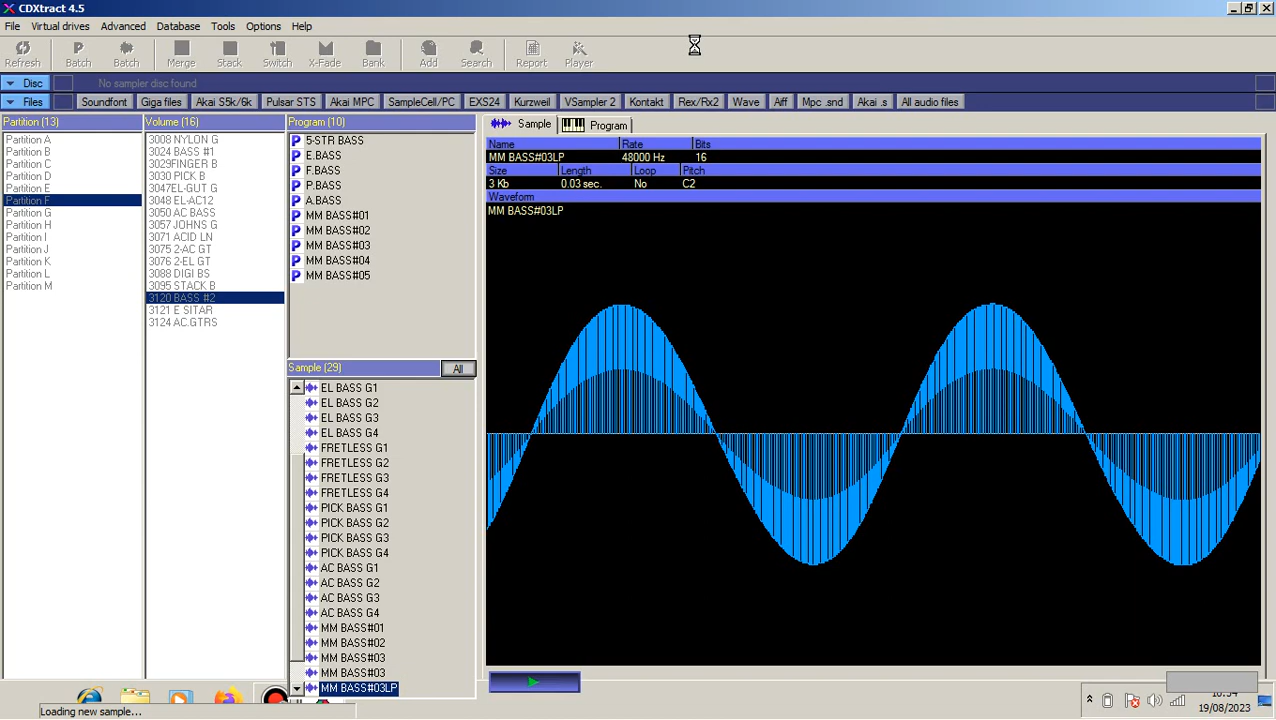 CDXtract 4.5
File Virtual drives Advanced Database Tools Options Help
Refresh Batch Batch Merge Stack Switch X-Fade Bank Add Search Report Player
Disc No sampler disc found
Files Soundfont Giga files Akai S5k/6k Pulsar STS Akai MPC SampleCell/PC EXS24 Kurzweil VSampler 2 Kontakt Rex/Rx2 Wave Aiff Mpc .snd Akai .s All audio files
Partition (13)
Partition A
Partition B
Partition C
Partition D
Partition E
Partition F
Partition G
Partition H
Partition I
Partition J
Partition K
Partition L
Partition M
Volume (16)
3008 NYLON G
3024 BASS #1
3029FINGER B
3030 PICK B
3047EL-GUT G
3048 EL-AC12
3050 AC BASS
3057 JOHNS G
3071 ACID LN
3075 2-AC GT
3076 2-EL GT
3088 DIGI BS
3095 STACK B
3120 BASS #2
3121 E SITAR
3124 AC.GTRS
Program (10)
5-STR BASS
E.BASS
F.BASS
P.BASS
A.BASS
MM BASS#01
MM BASS#02
MM BASS#03
MM BASS#04
MM BASS#05
Sample (29) All
EL BASS G1
EL BASS G2
EL BASS G3
EL BASS G4
FRETLESS G1
FRETLESS G2
FRETLESS G3
FRETLESS G4
PICK BASS G1
PICK BASS G2
PICK BASS G3
PICK BASS G4
AC BASS G1
AC BASS G2
AC BASS G3
AC BASS G4
MM BASS#01
MM BASS#02
MM BASS#03
MM BASS#03
MM BASS#03LP
Sample Program
Name Rate Bits
MM BASS#03LP 48000 Hz 16
Size Length Loop Pitch
3 Kb 0.03 sec. No C2
Waveform
MM BASS#03LP
Loading new sample...
19/08/2023